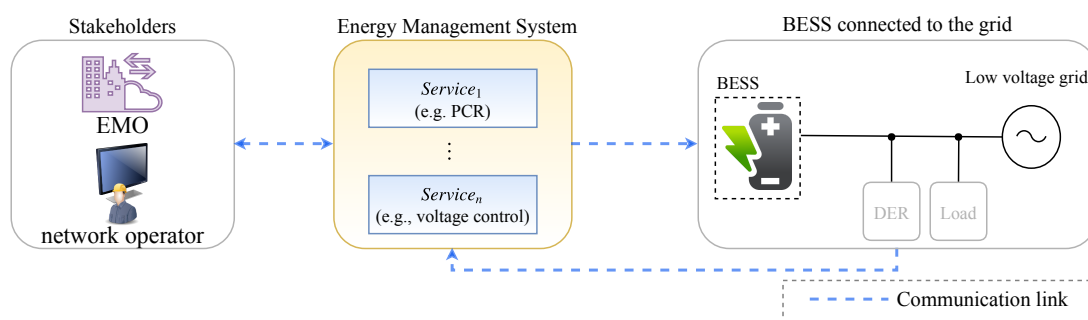 Stakeholders
EMO
network operator
Energy Management System
Service1
(e.g. PCR)
⋮
Servicen
(e.g., voltage control)
BESS connected to the grid
BESS
Low voltage grid
DER
Load
Communication link